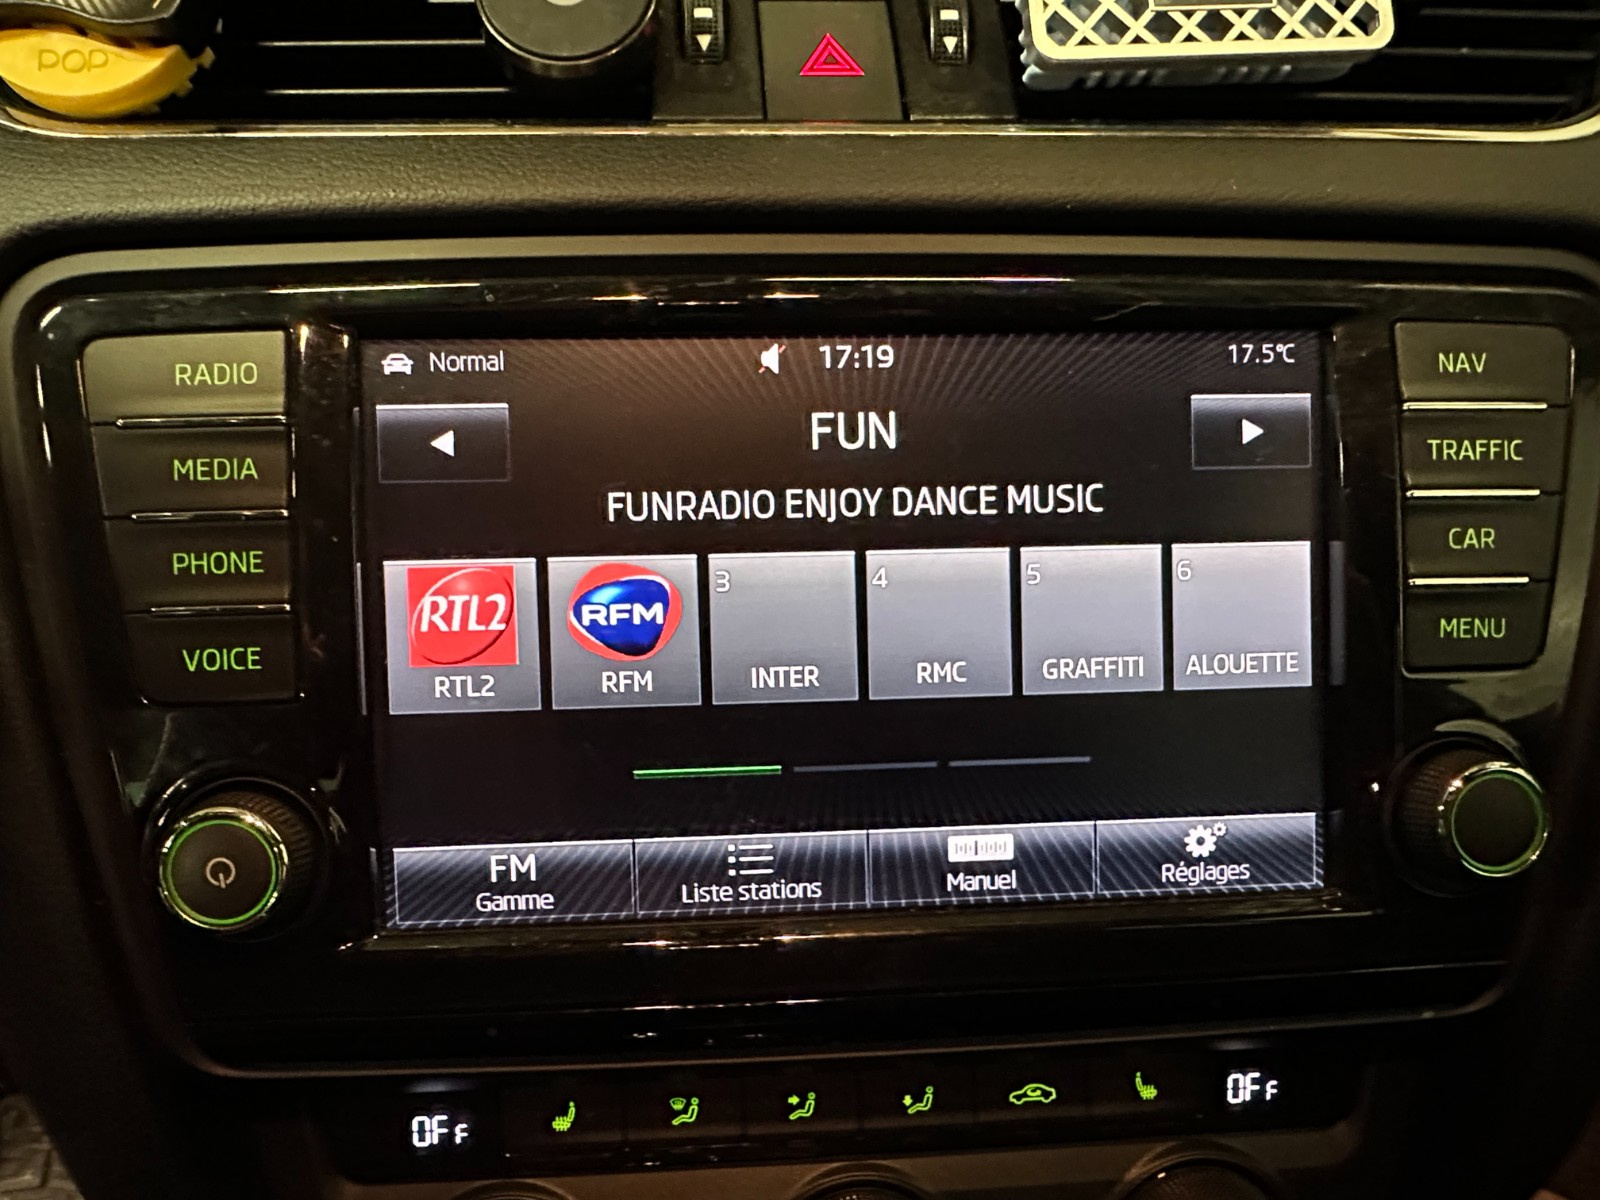 POP
RADIO
MEDIA
PHONE
VOICE
Normal
17:19
17.5°C
FUN
FUNRADIO ENJOY DANCE MUSIC
RTL2
RTL2
RFM
RFM
3
INTER
4
RMC
5
GRAFFITI
6
ALOUETTE
FM
Gamme
Liste stations
Manuel
Réglages
NAV
TRAFFIC
CAR
MENU
OFF
OFF